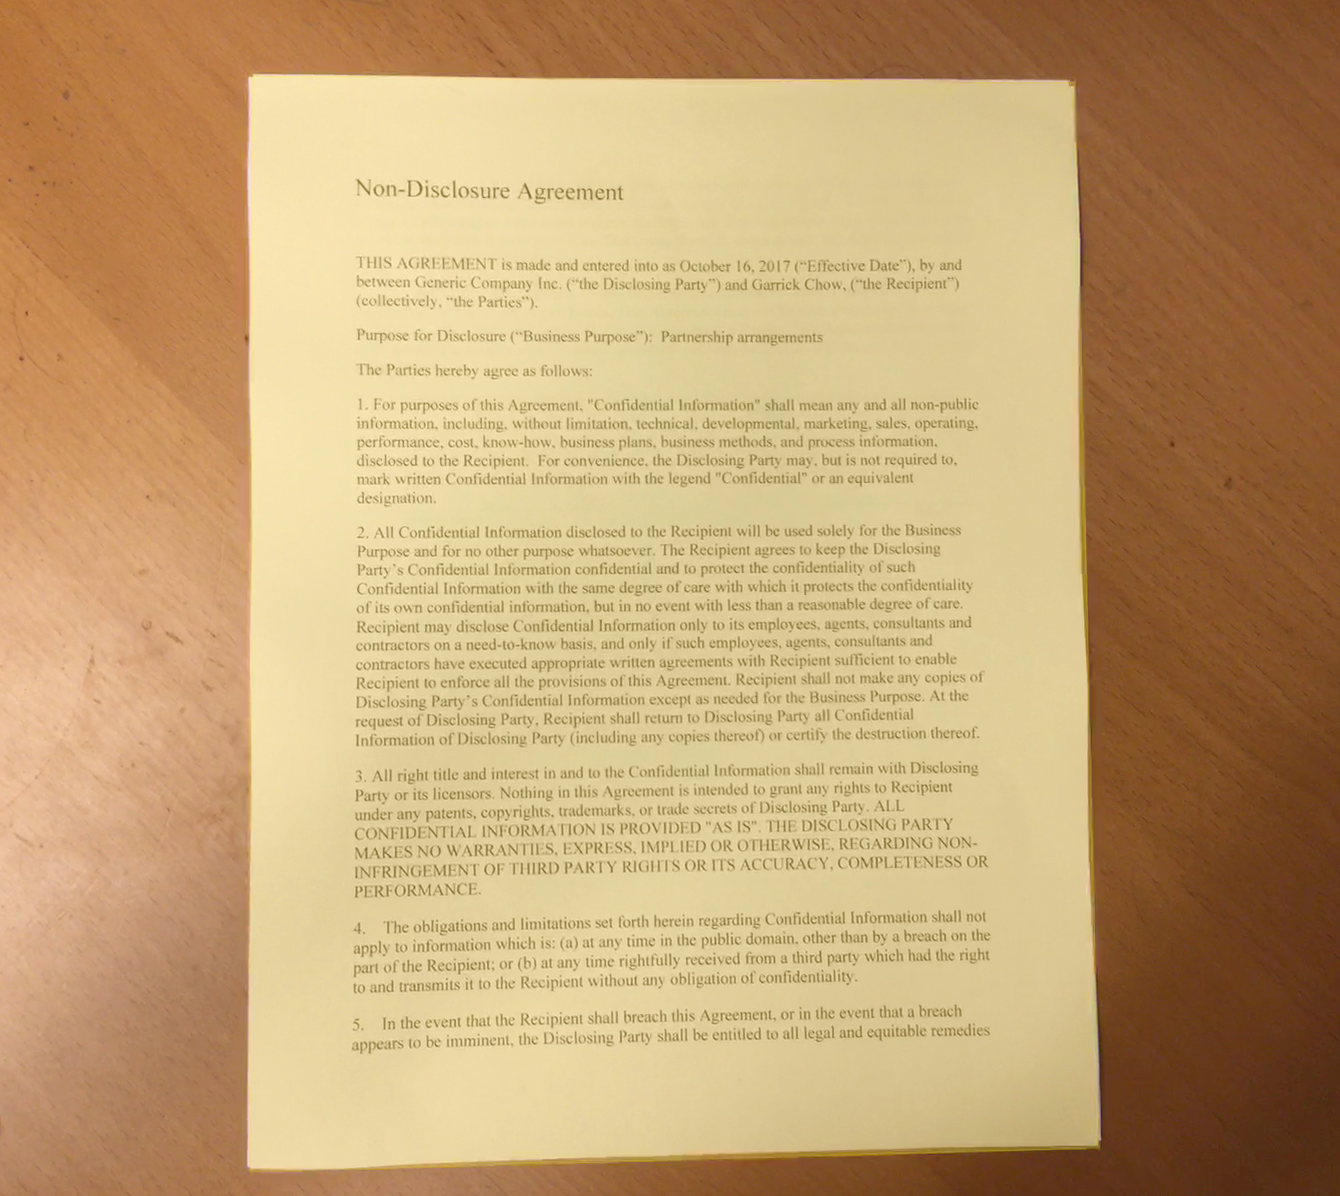 Non-Disclosure Agreement
THIS AGREEMENT is made and entered into as October 16, 2017 (“Effective Date”), by and
between Generic Company Inc. (“the Disclosing Party”) and Garrick Chow, (“the Recipient”)
(collectively, “the Parties”).
Purpose for Disclosure (“Business Purpose”):  Partnership arrangements
The Parties hereby agree as follows:
1. For purposes of this Agreement, "Confidential Information" shall mean any and all non-public
information, including, without limitation, technical, developmental, marketing, sales, operating,
performance, cost, know-how, business plans, business methods, and process information,
disclosed to the Recipient.  For convenience, the Disclosing Party may, but is not required to,
mark written Confidential Information with the legend "Confidential" or an equivalent
designation.
2. All Confidential Information disclosed to the Recipient will be used solely for the Business
Purpose and for no other purpose whatsoever. The Recipient agrees to keep the Disclosing
Party’s Confidential Information confidential and to protect the confidentiality of such
Confidential Information with the same degree of care with which it protects the confidentiality
of its own confidential information, but in no event with less than a reasonable degree of care.
Recipient may disclose Confidential Information only to its employees, agents, consultants and
contractors on a need-to-know basis, and only if such employees, agents, consultants and
contractors have executed appropriate written agreements with Recipient sufficient to enable
Recipient to enforce all the provisions of this Agreement. Recipient shall not make any copies of
Disclosing Party’s Confidential Information except as needed for the Business Purpose. At the
request of Disclosing Party, Recipient shall return to Disclosing Party all Confidential
Information of Disclosing Party (including any copies thereof) or certify the destruction thereof.
3. All right title and interest in and to the Confidential Information shall remain with Disclosing
Party or its licensors. Nothing in this Agreement is intended to grant any rights to Recipient
under any patents, copyrights, trademarks, or trade secrets of Disclosing Party. ALL
CONFIDENTIAL INFORMATION IS PROVIDED "AS IS". THE DISCLOSING PARTY
MAKES NO WARRANTIES, EXPRESS, IMPLIED OR OTHERWISE, REGARDING NON-
INFRINGEMENT OF THIRD PARTY RIGHTS OR ITS ACCURACY, COMPLETENESS OR
PERFORMANCE.
4.    The obligations and limitations set forth herein regarding Confidential Information shall not
apply to information which is: (a) at any time in the public domain, other than by a breach on the
part of the Recipient; or (b) at any time rightfully received from a third party which had the right
to and transmits it to the Recipient without any obligation of confidentiality.
5.    In the event that the Recipient shall breach this Agreement, or in the event that a breach
appears to be imminent, the Disclosing Party shall be entitled to all legal and equitable remedies